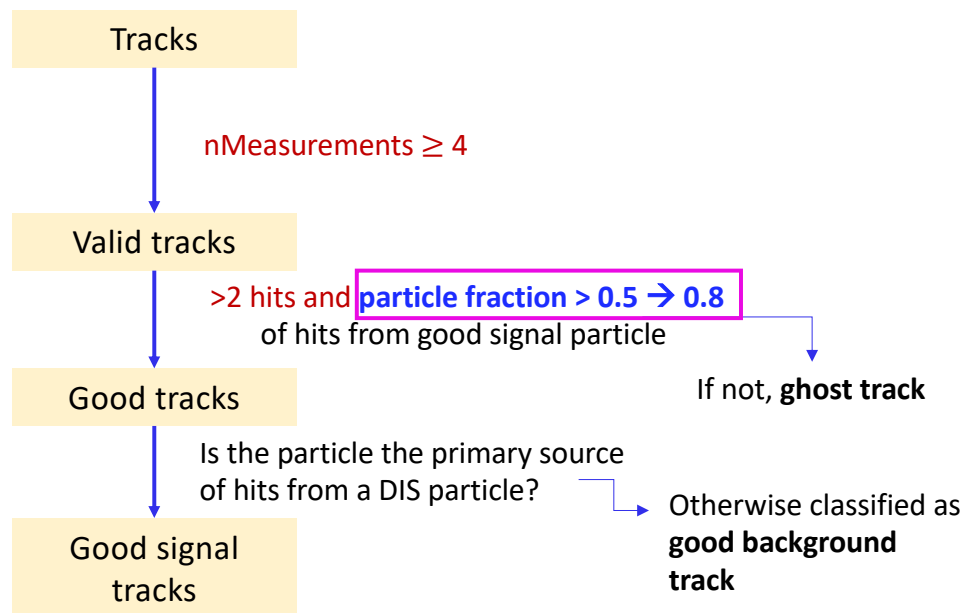 Tracks
nMeasurements ≥ 4
Valid tracks
>2 hits and particle fraction > 0.5 → 0.8
of hits from good signal particle
If not, ghost track
Good tracks
Is the particle the primary source
of hits from a DIS particle?
Otherwise classified as
good background
track
Good signal
tracks